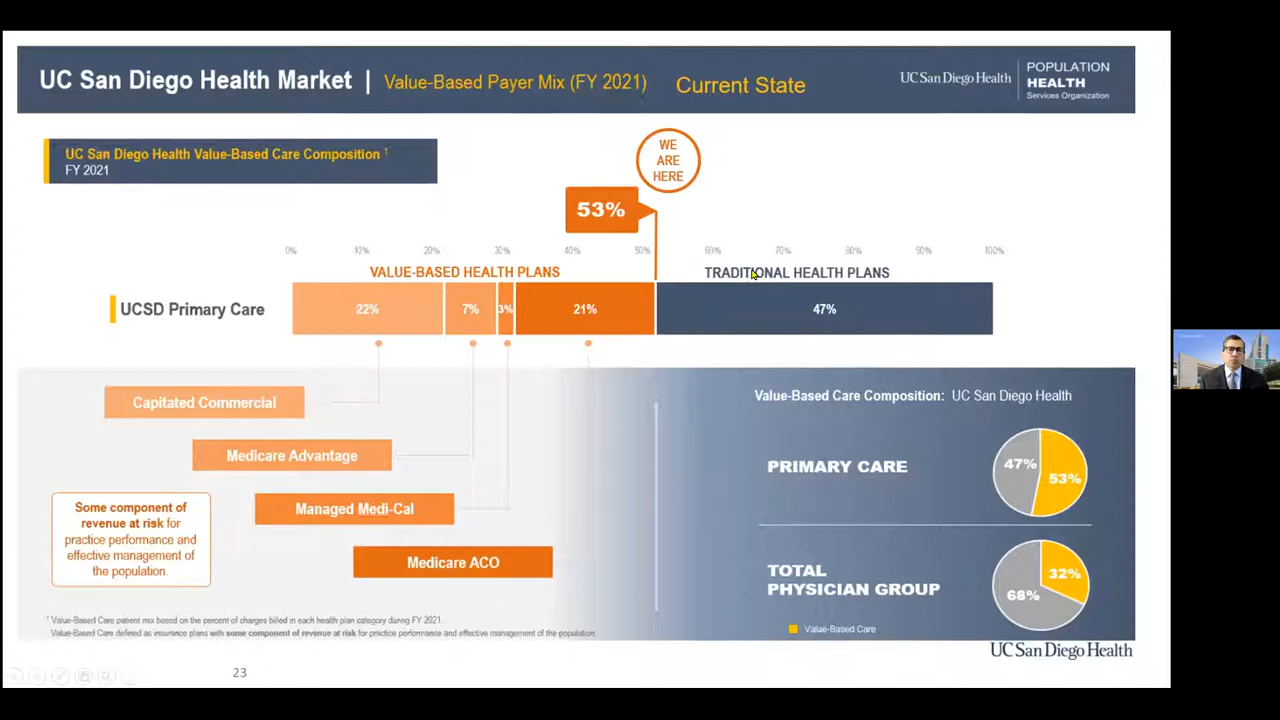 UC San Diego Health Market | Value-Based Payer Mix (FY 2021) Current State
UC San Diego Health
POPULATION
HEALTH
Services Organization
UC San Diego Health Value-Based Care Composition 1
FY 2021
WE
ARE
HERE
53%
0% 10% 20% 30% 40% 50% 60% 70% 80% 90% 100%
VALUE-BASED HEALTH PLANS
TRADITIONAL HEALTH PLANS
UCSD Primary Care
22% 7% 3% 21% 47%
Capitated Commercial
Medicare Advantage
Managed Medi-Cal
Medicare ACO
Some component of
revenue at risk for
practice performance and
effective management of
the population.
Value-Based Care Composition: UC San Diego Health
PRIMARY CARE
47% 53%
TOTAL
PHYSICIAN GROUP
32%
68%
Value-Based Care
1 Value-Based Care patient mix based on the percent of charges billed in each health plan category during FY 2021.
Value-Based Care defined as insurance plans with some component of revenue at risk for practice performance and effective management of the population.
UC San Diego Health
23